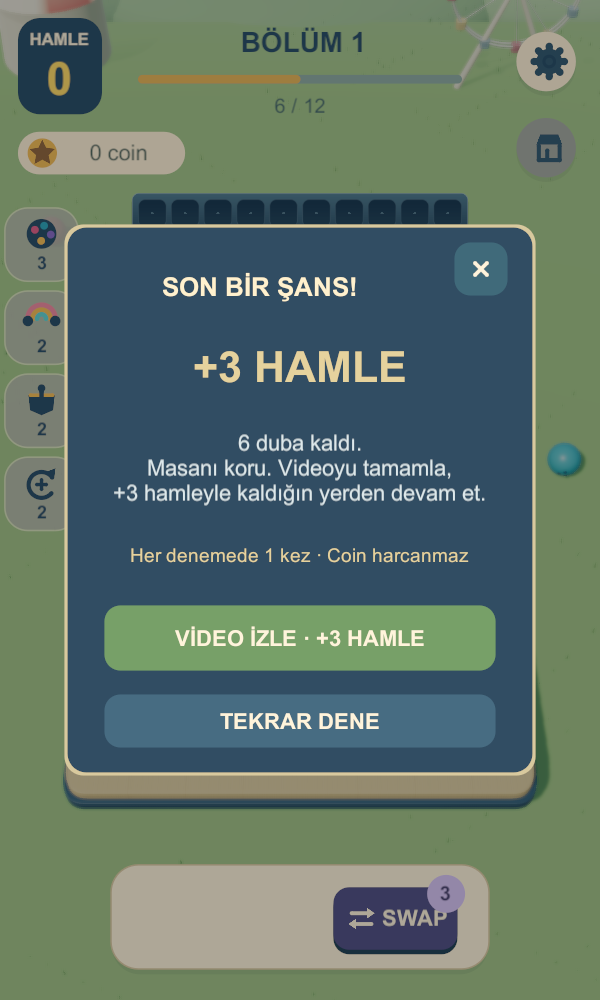 HAMLE
0
BÖLÜM 1
6 / 12
0 coin
3
2
2
2
SON BİR ŞANS!
×
+3 HAMLE
6 duba kaldı.
Masanı koru. Videoyu tamamla,
+3 hamleyle kaldığın yerden devam et.
Her denemede 1 kez · Coin harcanmaz
VİDEO İZLE · +3 HAMLE
TEKRAR DENE
3
SWAP